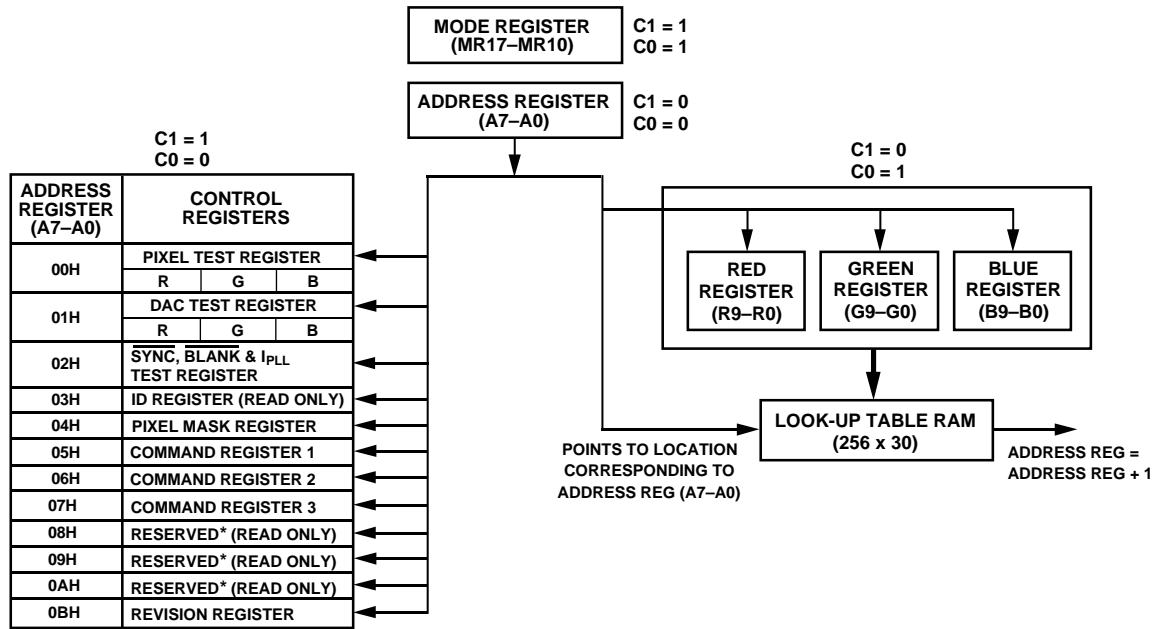 MODE REGISTER
(MR17–MR10)
C1 = 1
C0 = 1
ADDRESS REGISTER
(A7–A0)
C1 = 0
C0 = 0
C1 = 1
C0 = 0
ADDRESS
REGISTER
(A7–A0)
CONTROL
REGISTERS
00H
PIXEL TEST REGISTER
R G B
01H
DAC TEST REGISTER
R G B
02H
SYNC, BLANK & IPLL
TEST REGISTER
03H ID REGISTER (READ ONLY)
04H PIXEL MASK REGISTER
05H COMMAND REGISTER 1
06H COMMAND REGISTER 2
07H COMMAND REGISTER 3
08H RESERVED* (READ ONLY)
09H RESERVED* (READ ONLY)
0AH RESERVED* (READ ONLY)
0BH REVISION REGISTER
C1 = 0
C0 = 1
RED
REGISTER
(R9–R0)
GREEN
REGISTER
(G9–G0)
BLUE
REGISTER
(B9–B0)
LOOK-UP TABLE RAM
(256 x 30)
POINTS TO LOCATION
CORRESPONDING TO
ADDRESS REG (A7–A0)
ADDRESS REG =
ADDRESS REG + 1